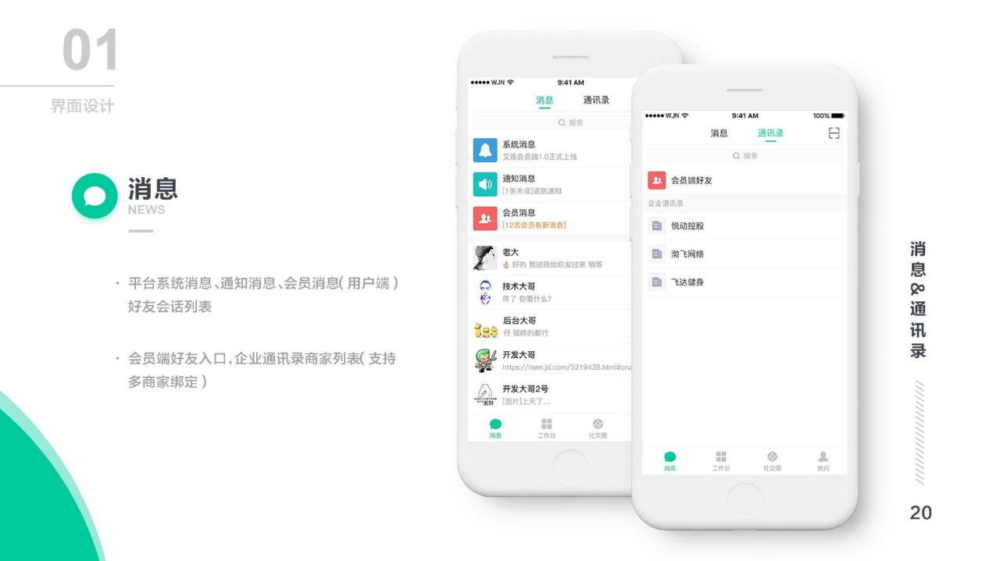 01
界面设计
消息
NEWS
· 平台系统消息、通知消息、会员消息( 用户端 )
好友会话列表
· 会员端好友入口,企业通讯录商家列表( 支持
多商家绑定 )
WJN
9:41 AM
消息 通讯录
搜索
系统消息
艾练会员端1.0正式上线
通知消息
[1条未读]退货通知
会员消息
[12名会员有新消息]
老大
👌 好的 我这就给你发过来 稍等
技术大哥
咋了 你要什么?
后台大哥
行 我咋的都行
开发大哥
https://item.jd.com/5219428.html#cru
开发大哥2号
[图片]上天了....
发财
消息 工作台 社交圈
WJN
9:41 AM
100%
消息 通讯录
搜索
会员端好友
企业通讯录
悦动控股
渤飞网络
飞达健身
消息 工作台 社交圈 我的
消息&通讯录
20